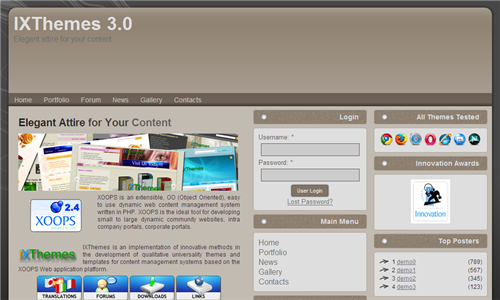 IXThemes 3.0
Elegant attire for your content
Home Portfolio Forum News Gallery Contacts
Elegant Attire for Your Content
XOOPS is an extensible, OO (Object Oriented), easy
to use dynamic web content management system
written in PHP. XOOPS is the ideal tool for developing
small to large dynamic community websites, intra
company portals, corporate portals.
2.4
XOOPS
IXThemes
IXThemes is an implementation of innovative methods in
the development of qualitative universality themes and
templates for content management systems based on the
XOOPS Web application platform.
TRANSLATIONS FORUMS DOWNLOADS LINKS
Login
Username: *
Password: *
User Login
Lost Password?
Main Menu
Home
Portfolio
News
Gallery
Contacts
All Themes Tested
Innovation Awards
Innovation
Top Posters
1 demo0 (789)
2 demo1 (567)
3 demo2 (345)
4 demo3 (123)